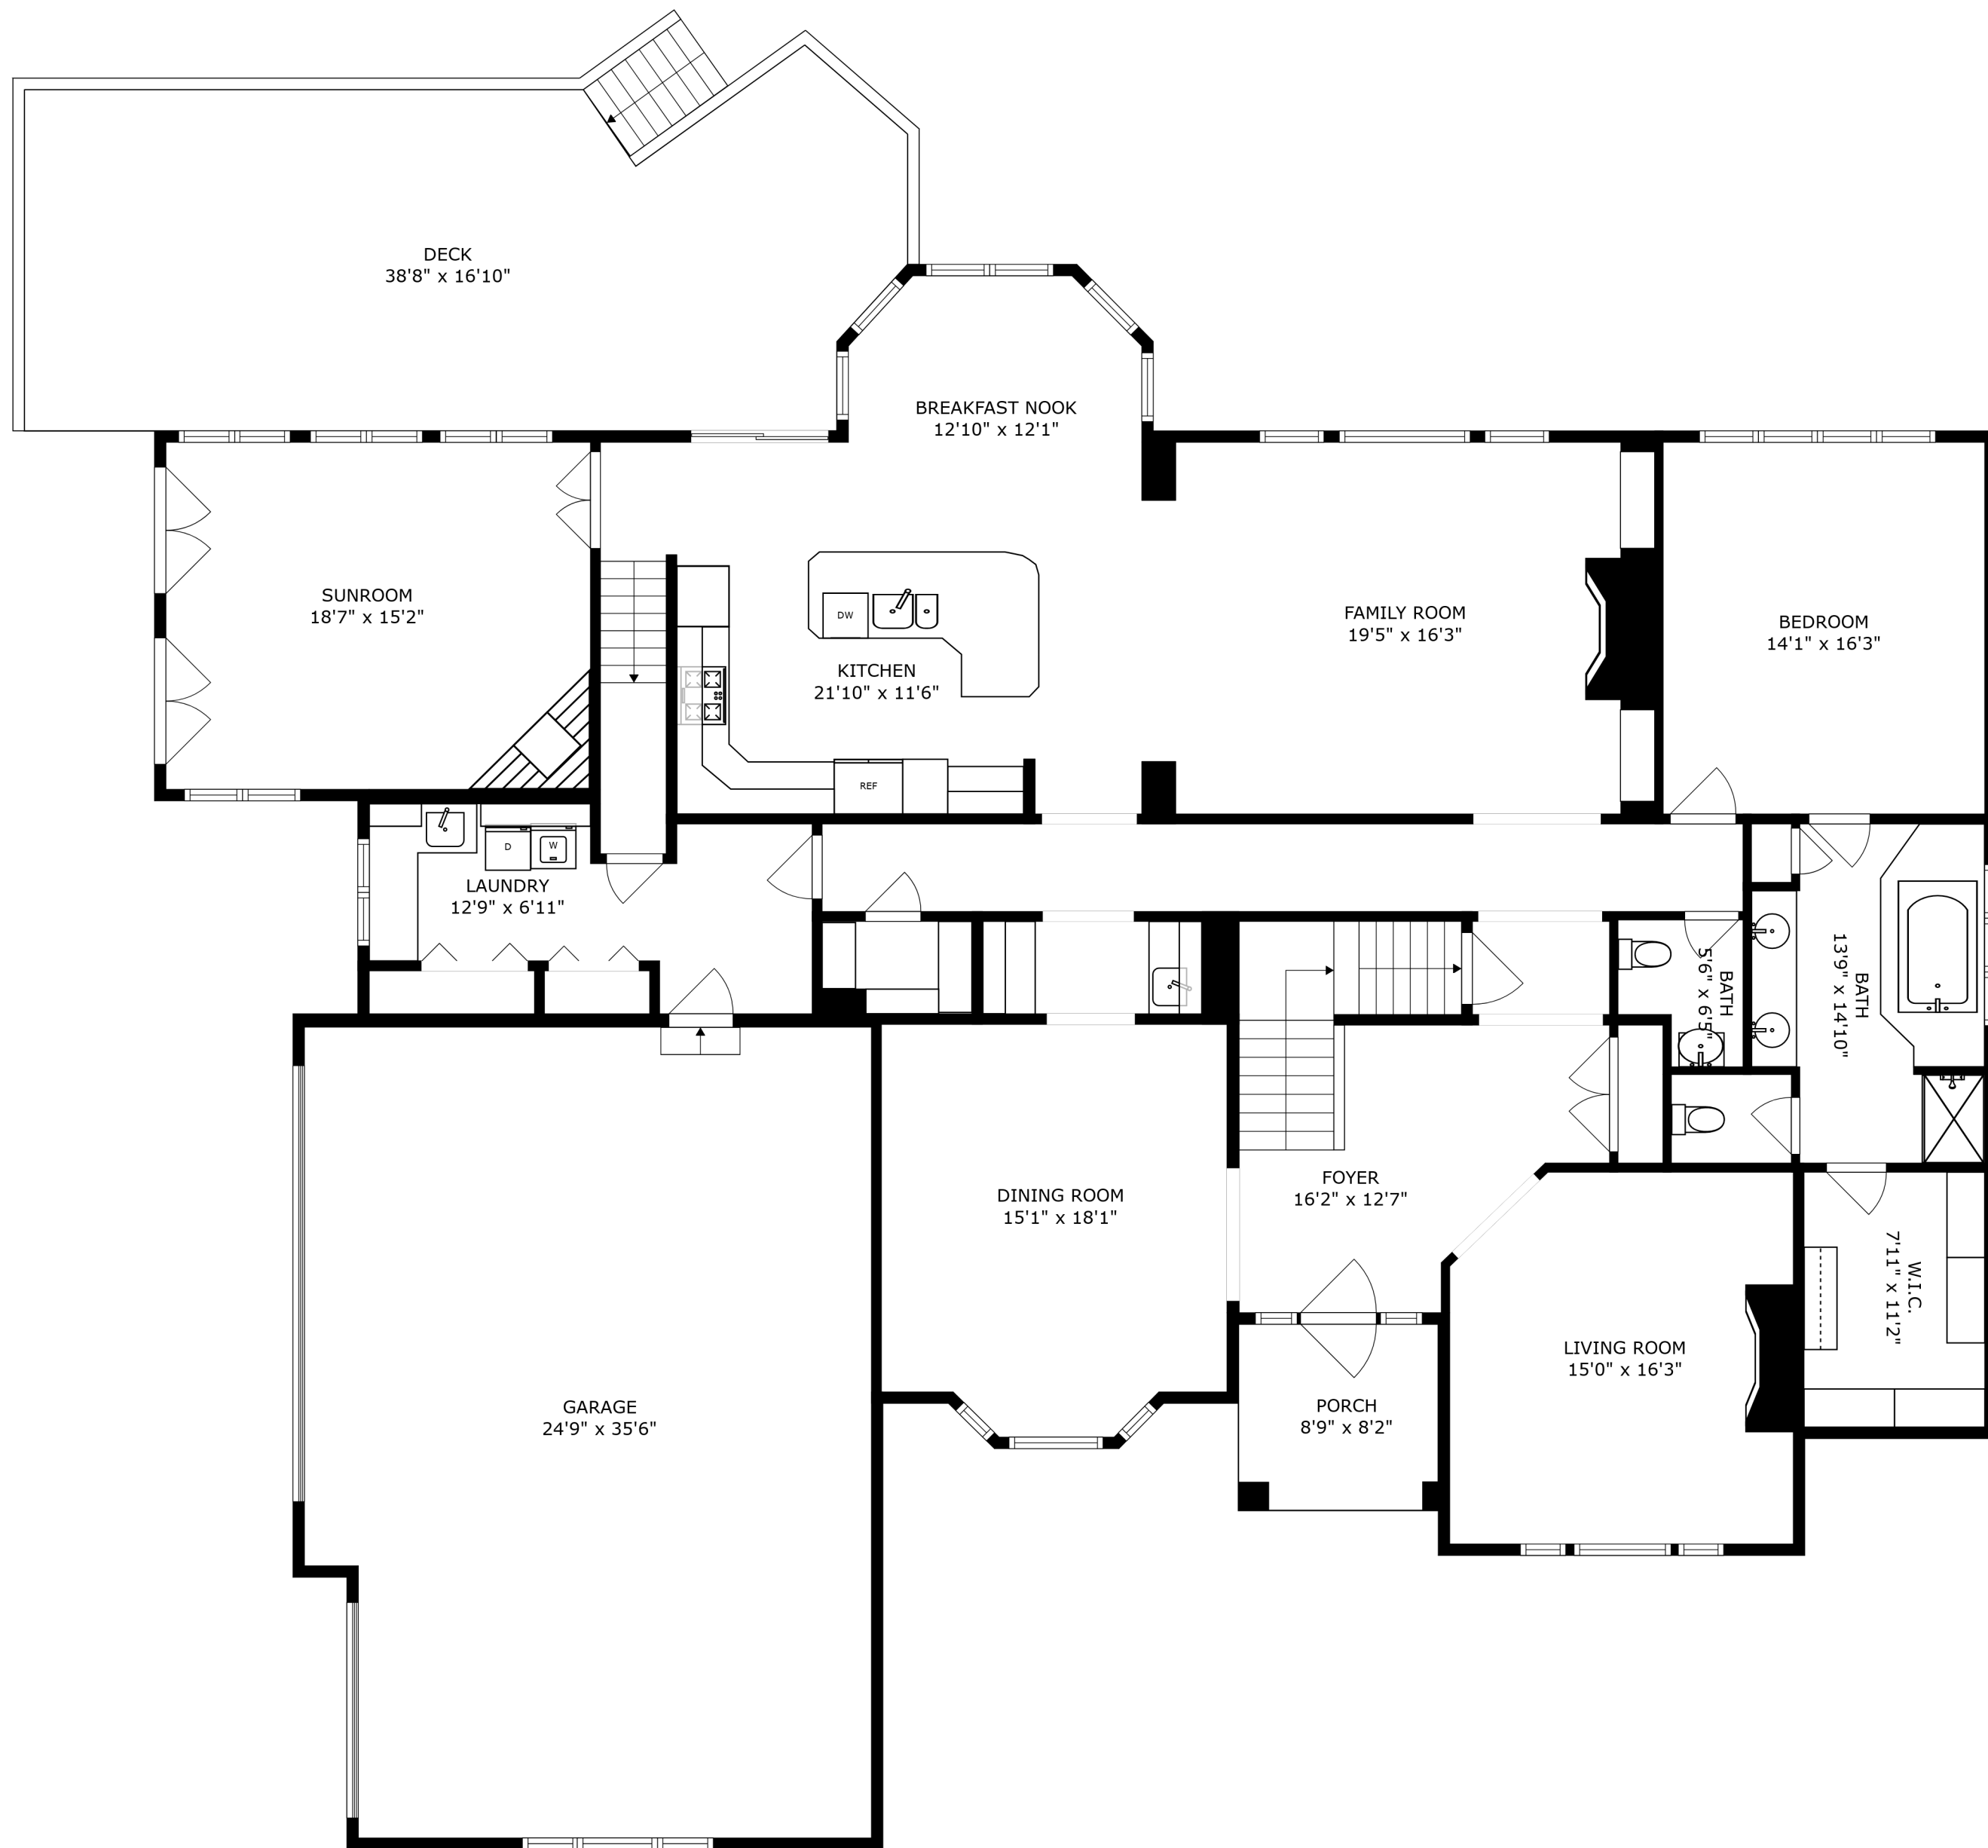 DECK
38'8" x 16'10"
BREAKFAST NOOK
12'10" x 12'1"
SUNROOM
18'7" x 15'2"
DW
KITCHEN
21'10" x 11'6"
REF
FAMILY ROOM
19'5" x 16'3"
BEDROOM
14'1" x 16'3"
D
W
LAUNDRY
12'9" x 6'11"
BATH
5'6" x 6'5"
BATH
13'9" x 14'10"
DINING ROOM
15'1" x 18'1"
FOYER
16'2" x 12'7"
W.I.C.
7'11" x 11'2"
LIVING ROOM
15'0" x 16'3"
GARAGE
24'9" x 35'6"
PORCH
8'9" x 8'2"